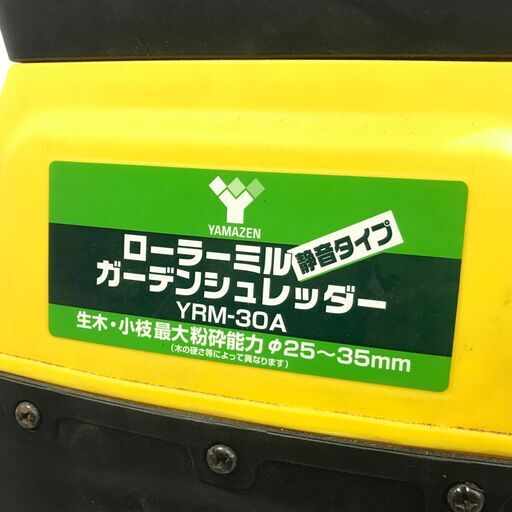 YAMAZEN
ローラーミル 静音タイプ
ガーデンシュレッダー
YRM-30A
生木・小枝最大粉砕能力 φ25～35mm
(木の硬さ等によって異なります)